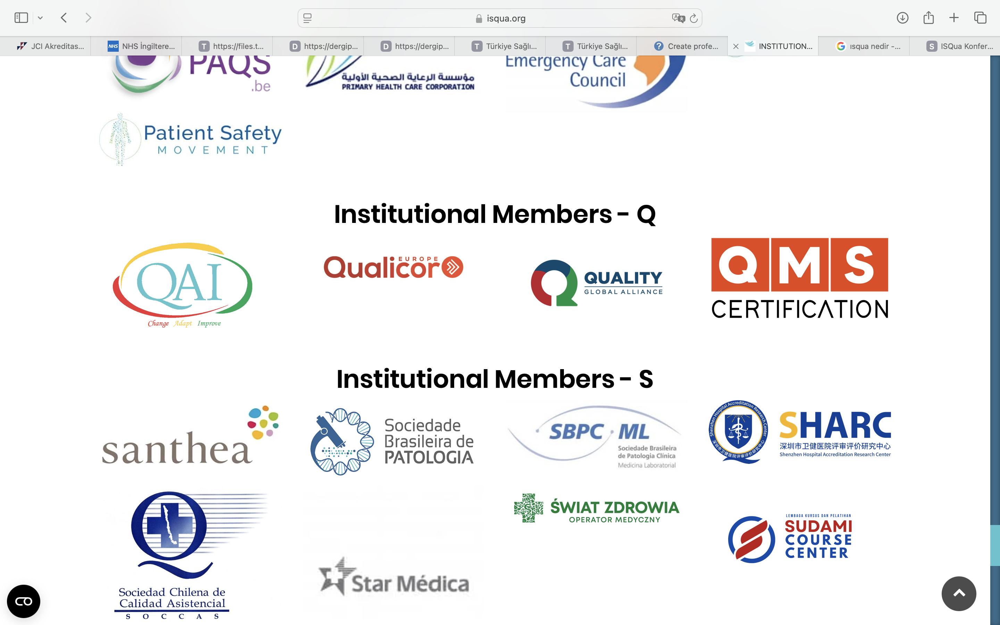 isqua.org
JCI Akreditas...
NHS NHS İngiltere...
T https://files.t...
D https://dergip...
D https://dergip...
T Türkiye Sağlı...
T Türkiye Sağlı...
? Create profe...
INSTITUTION...
G ısqua nedir -...
S ISQua Konfer...
PAQS
.be
مؤسسة الرعاية الصحية الأولية
PRIMARY HEALTH CARE CORPORATION
Emergency Care
Council
Patient Safety
MOVEMENT
Institutional Members - Q
QAI
Change Adapt Improve
EUROPE
Qualicor
QUALITY
GLOBAL ALLIANCE
QMS
CERTIFICATION
Institutional Members - S
santhea
Sociedade
Brasileira de
PATOLOGIA
SBPC ML
Sociedade Brasileira
de Patologia Clínica
Medicina Laboratorial
Shenzhen Hospital Accreditation Research Center
深圳市卫健医院评审评价研究中心
SHARC
深圳市卫健医院评审评价研究中心
Shenzhen Hospital Accreditation Research Center
Sociedad Chilena de
Calidad Asistencial
SOCCAS
Star Médica
ŚWIAT ZDROWIA
OPERATOR MEDYCZNY
LEMBAGA KURSUS DAN PELATIHAN
SUDAMI
COURSE
CENTER